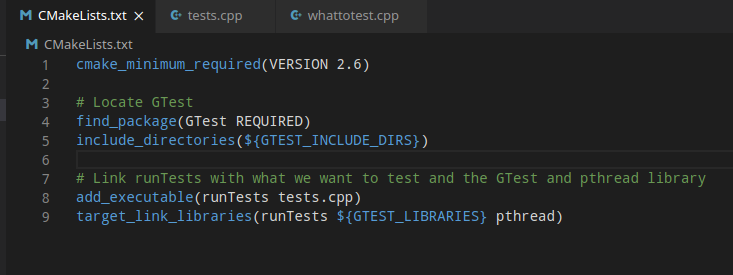 CMakeLists.txt × tests.cpp whattotest.cpp
CMakeLists.txt
1 cmake_minimum_required(VERSION 2.6)
2
3 # Locate GTest
4 find_package(GTest REQUIRED)
5 include_directories(${GTEST_INCLUDE_DIRS})
6
7 # Link runTests with what we want to test and the GTest and pthread library
8 add_executable(runTests tests.cpp)
9 target_link_libraries(runTests ${GTEST_LIBRARIES} pthread)